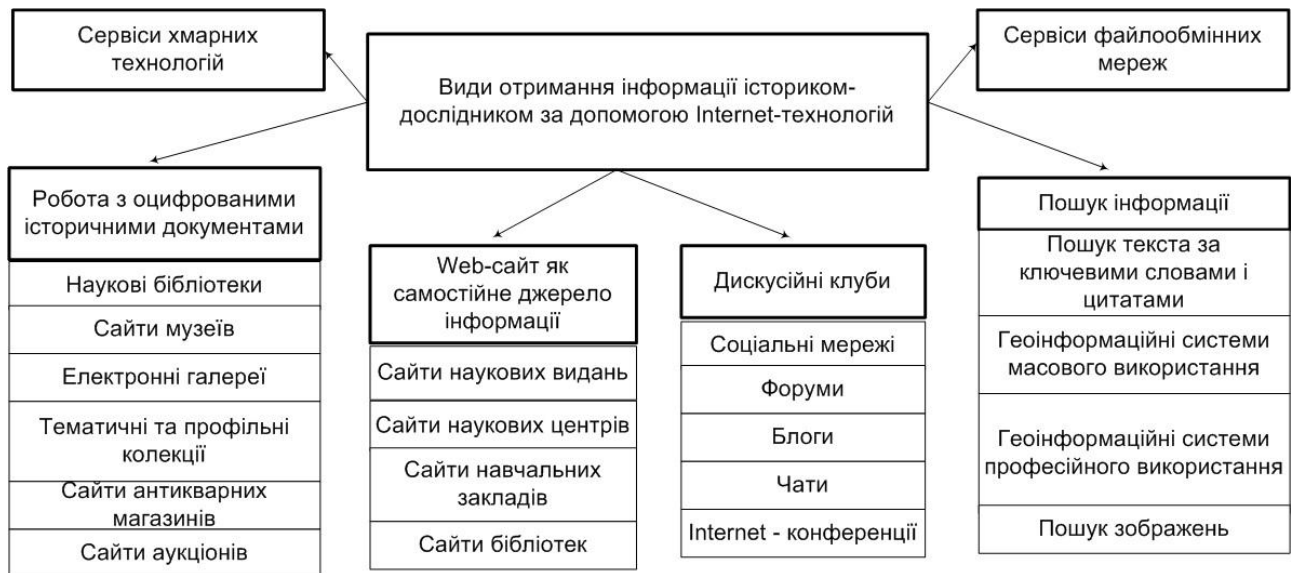 Сервіси хмарних
технологій
Види отримання інформації істориком-
дослідником за допомогою Internet-технологій
Сервіси файлообмінних
мереж
Робота з оцифрованими
історичними документами
Наукові бібліотеки
Сайти музеїв
Електронні галереї
Тематичні та профільні
колекції
Сайти антикварних
магазинів
Сайти аукціонів
Web-сайт як
самостійне джерело
інформації
Сайти наукових видань
Сайти наукових центрів
Сайти навчальних
закладів
Сайти бібліотек
Дискусійні клуби
Соціальні мережі
Форуми
Блоги
Чати
Internet - конференції
Пошук інформації
Пошук текста за
ключевими словами і
цитатами
Геоінформаційні системи
масового використання
Геоінформаційні системи
професійного використання
Пошук зображень